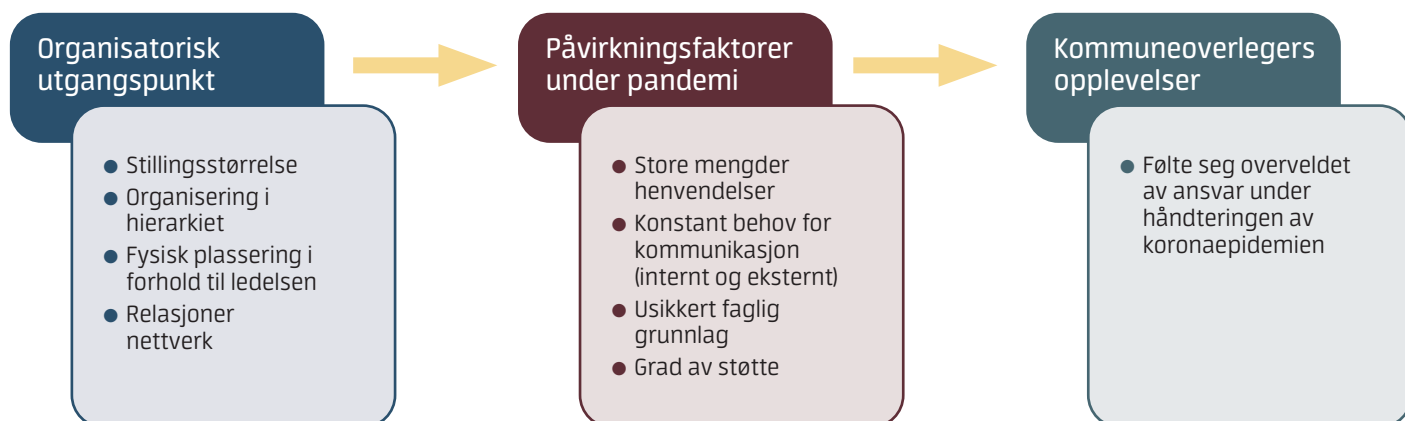 Organisatorisk
utgangspunkt
● Stillingsstørrelse
● Organisering i
hierarkiet
● Fysisk plassering i
forhold til ledelsen
● Relasjoner
nettverk
Påvirkningsfaktorer
under pandemi
● Store mengder
henvendelser
● Konstant behov for
kommunikasjon
(internt og eksternt)
● Usikkert faglig
grunnlag
● Grad av støtte
Kommuneoverlegers
opplevelser
● Følte seg overveldet
av ansvar under
håndteringen av
koronaepidemien